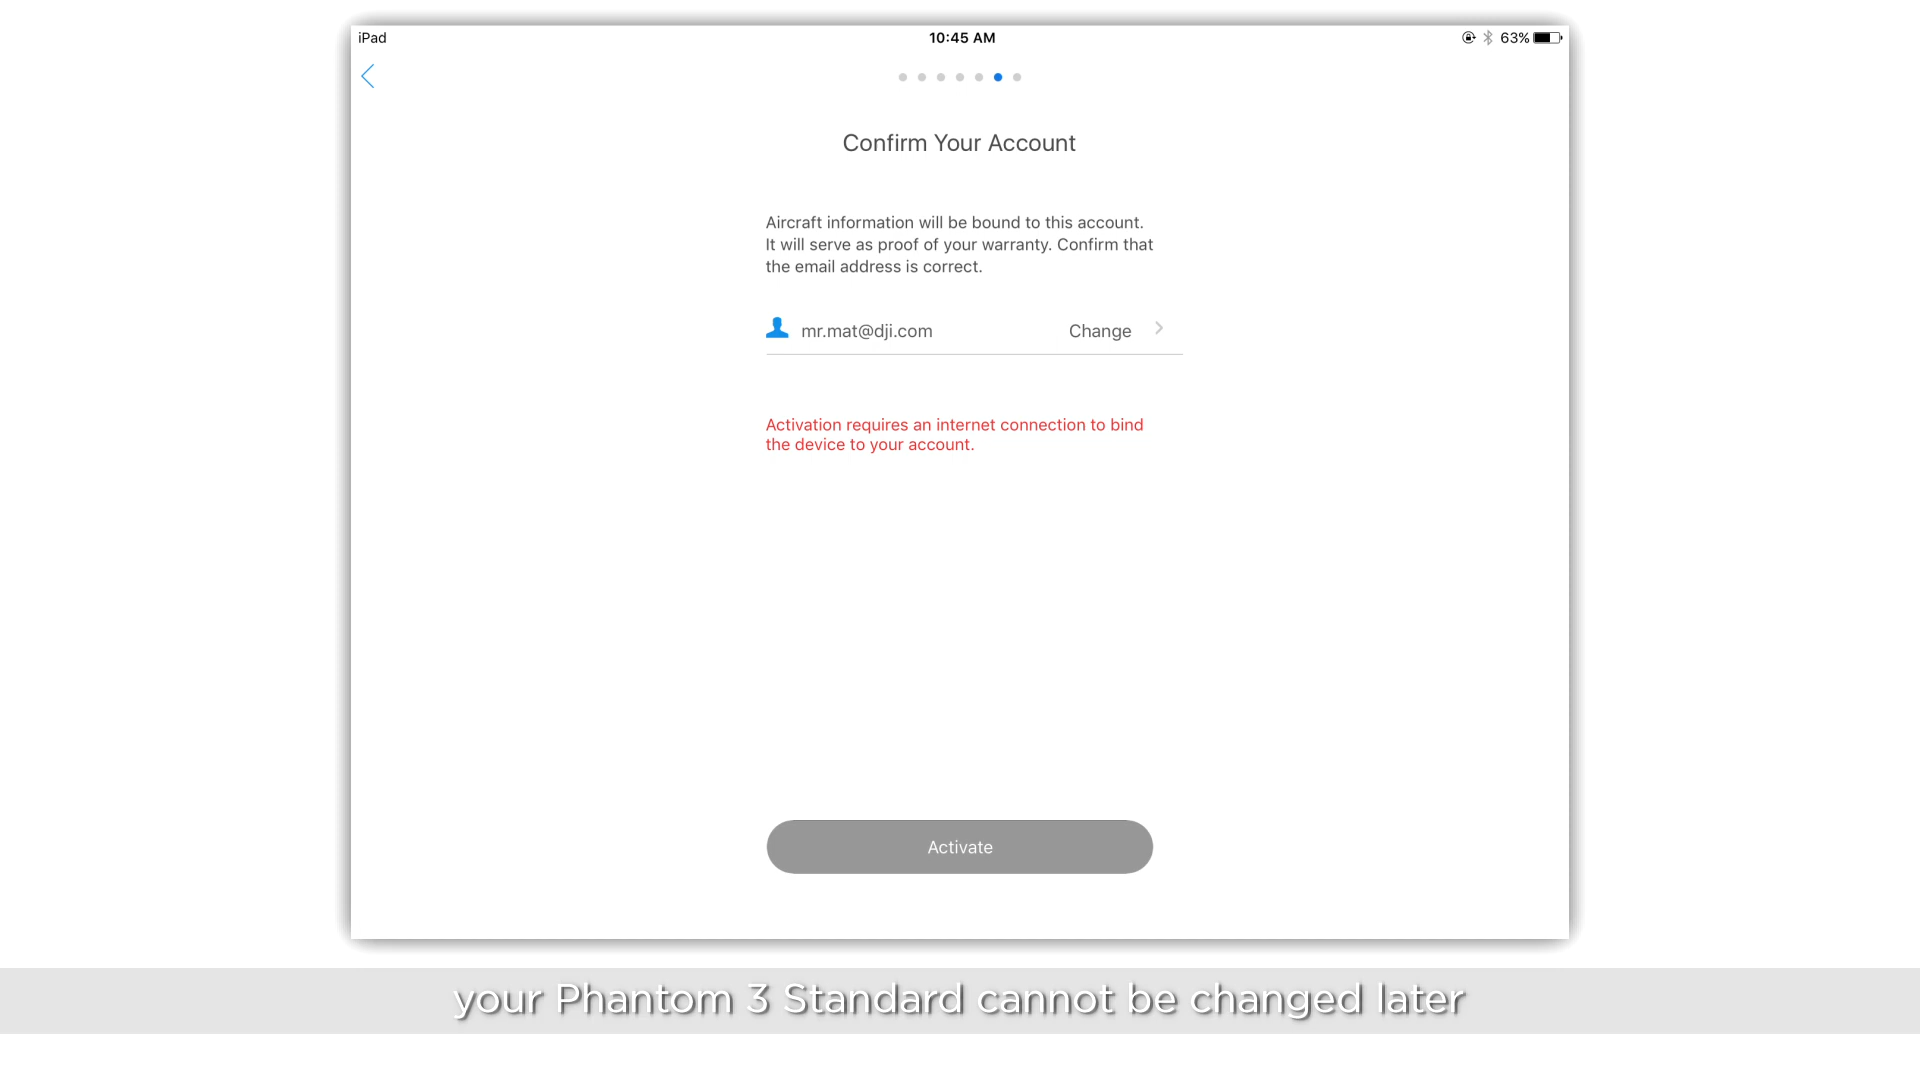 iPad
10:45 AM
63%
Confirm Your Account
Aircraft information will be bound to this account.
It will serve as proof of your warranty. Confirm that
the email address is correct.
mr.mat@dji.com
Change
Activation requires an internet connection to bind
the device to your account.
Activate
your Phantom 3 Standard cannot be changed later